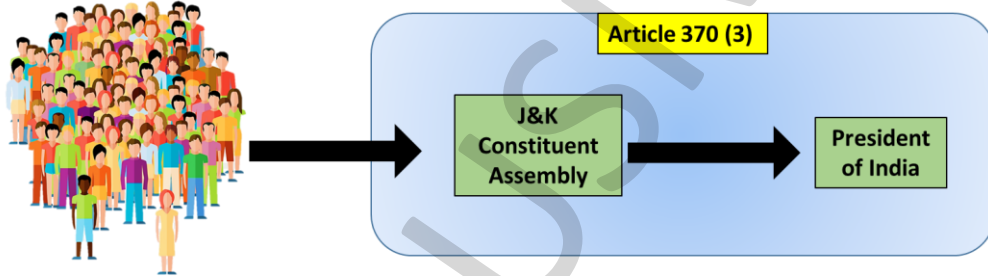 Article 370 (3)
J&K
Constituent
Assembly
President
of India